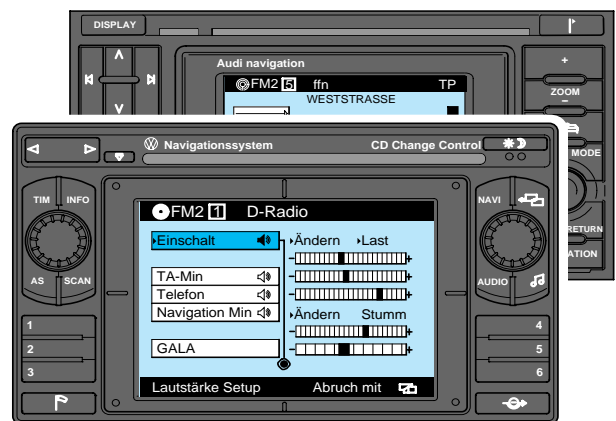 DISPLAY
Audi navigation
FM2 5 ffn TP
WESTSTRASSE
+
ZOOM
−
MODE
RETURN
ATION
Navigationssystem CD Change Control
TIM INFO
AS SCAN
NAVI
AUDIO
1
2
3
4
5
6
FM2 1 D-Radio
Einschalt Ändern Last
- +
TA-Min - +
Telefon - +
Navigation Min Ändern Stumm
- +
GALA - +
Lautstärke Setup Abruch mit